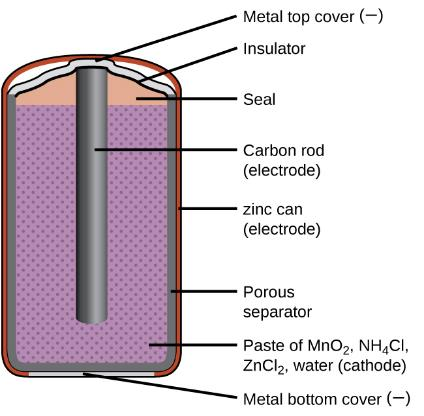 Metal top cover (–)
Insulator
Seal
Carbon rod
(electrode)
zinc can
(electrode)
Porous
separator
Paste of MnO₂, NH₄Cl,
ZnCl₂, water (cathode)
Metal bottom cover (–)